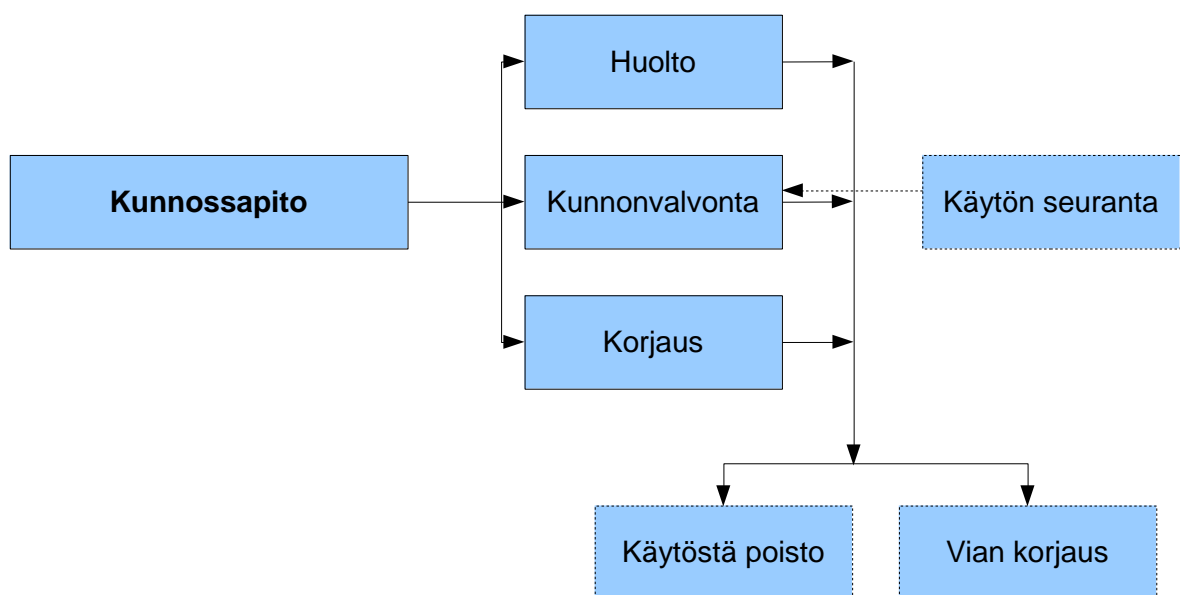 Huolto
Kunnossapito
Kunnonvalvonta
Käytön seuranta
Korjaus
Käytöstä poisto
Vian korjaus